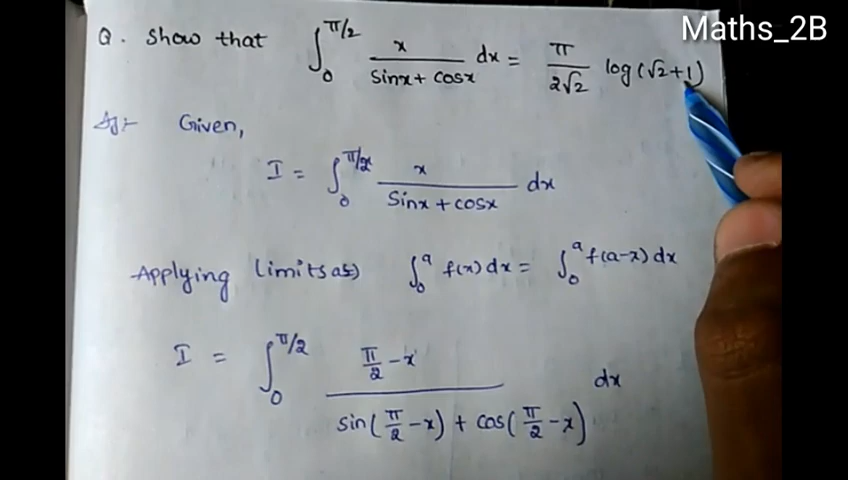 Maths_2B
Q. Show that ∫₀^π/2 x/(sinx + cosx) dx = π/(2√2) log(√2+1)
Given,
I = ∫₀^π/2 x/(sinx + cosx) dx
Applying limits as) ∫₀^a f(x) dx = ∫₀^a f(a-x) dx
I = ∫₀^π/2 (π/2 - x)/(sin(π/2 - x) + cos(π/2 - x)) dx